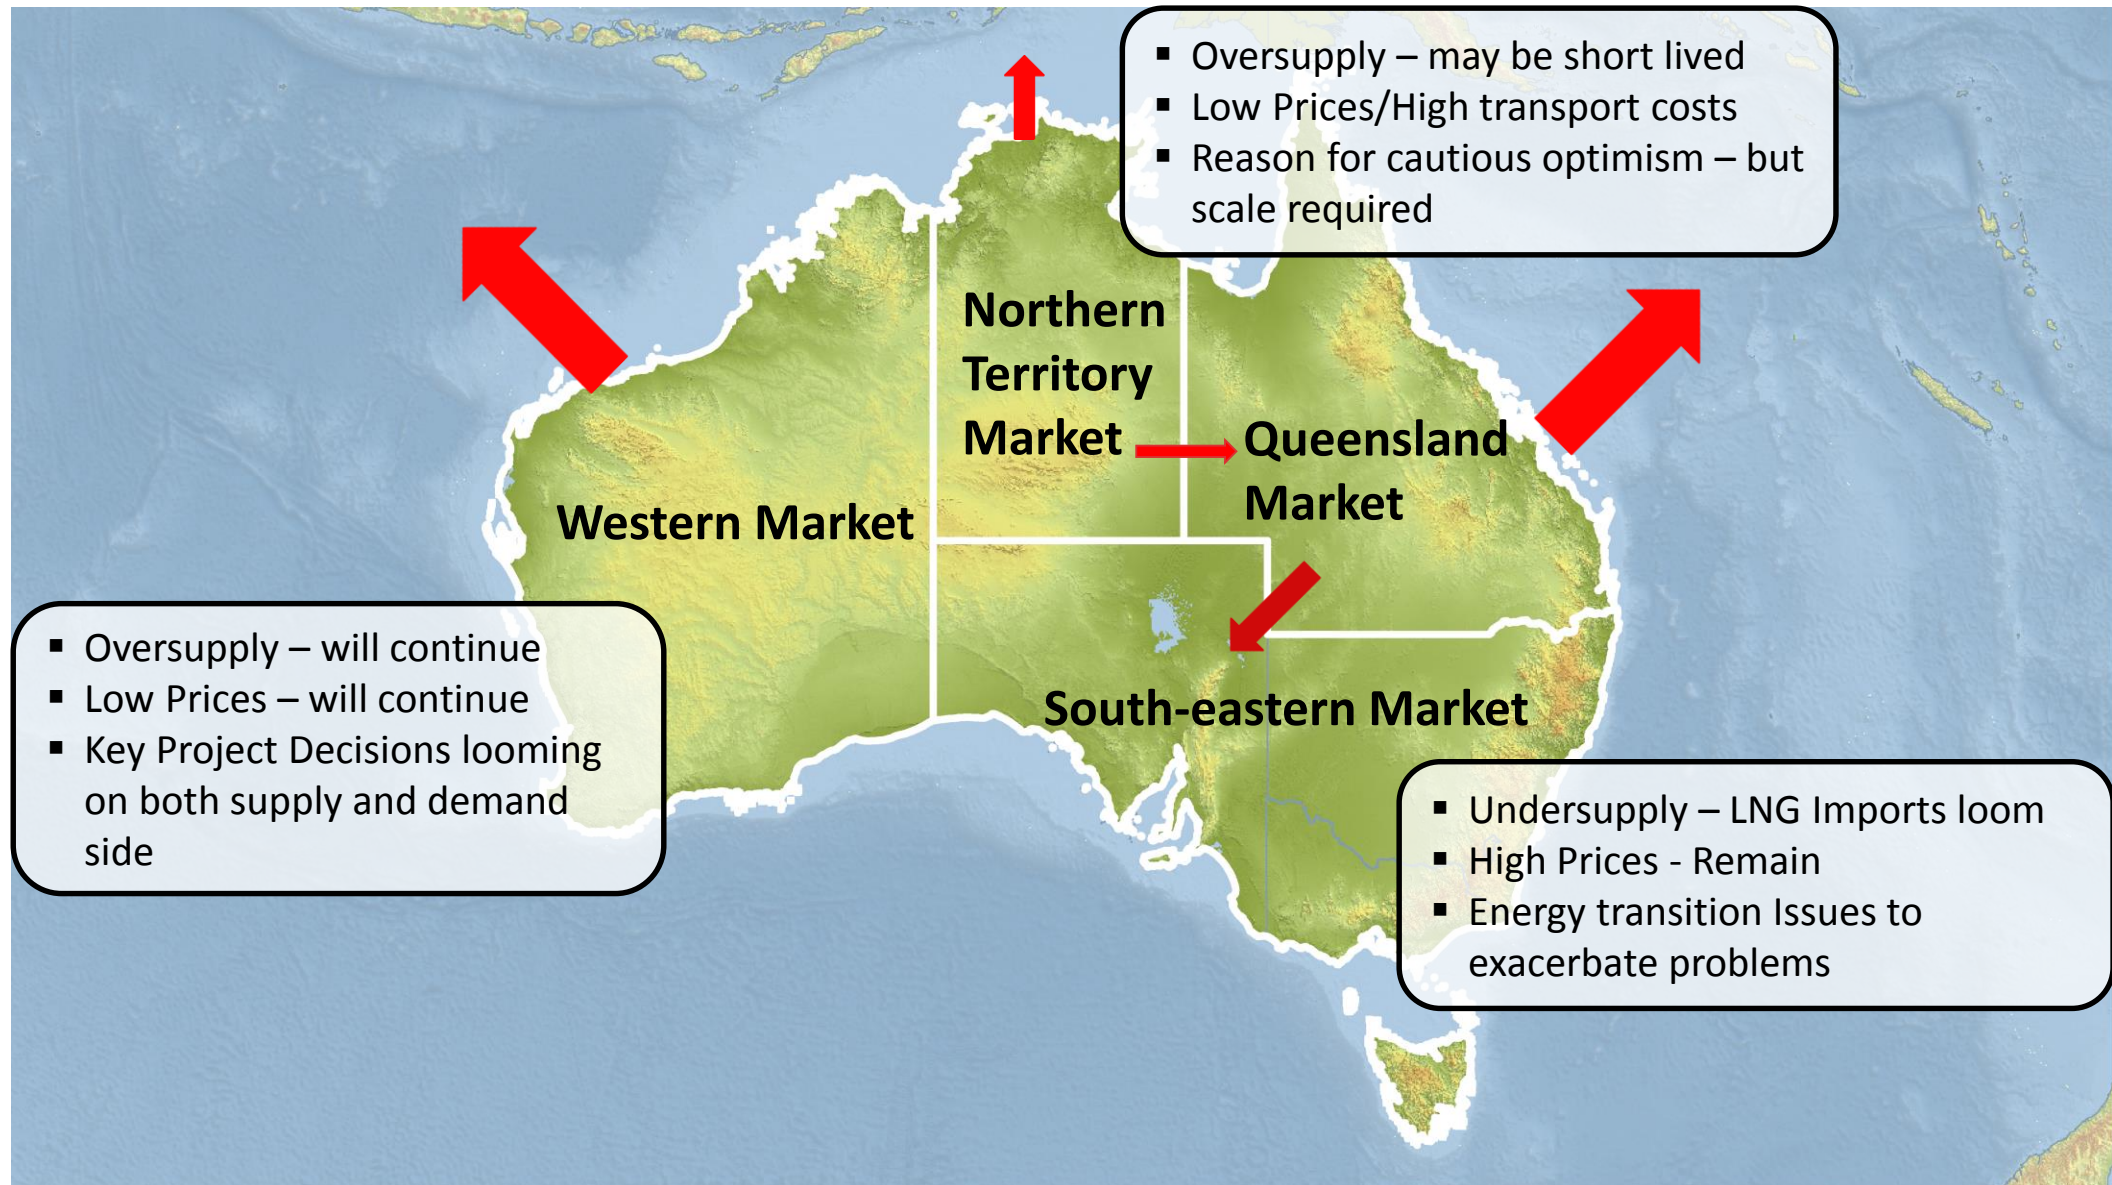 ▪ Oversupply – may be short lived
▪ Low Prices/High transport costs
▪ Reason for cautious optimism – but
scale required
Northern
Territory
Market
Queensland
Market
Western Market
▪ Oversupply – will continue
▪ Low Prices – will continue
▪ Key Project Decisions looming
on both supply and demand
side
South-eastern Market
▪ Undersupply – LNG Imports loom
▪ High Prices - Remain
▪ Energy transition Issues to
exacerbate problems